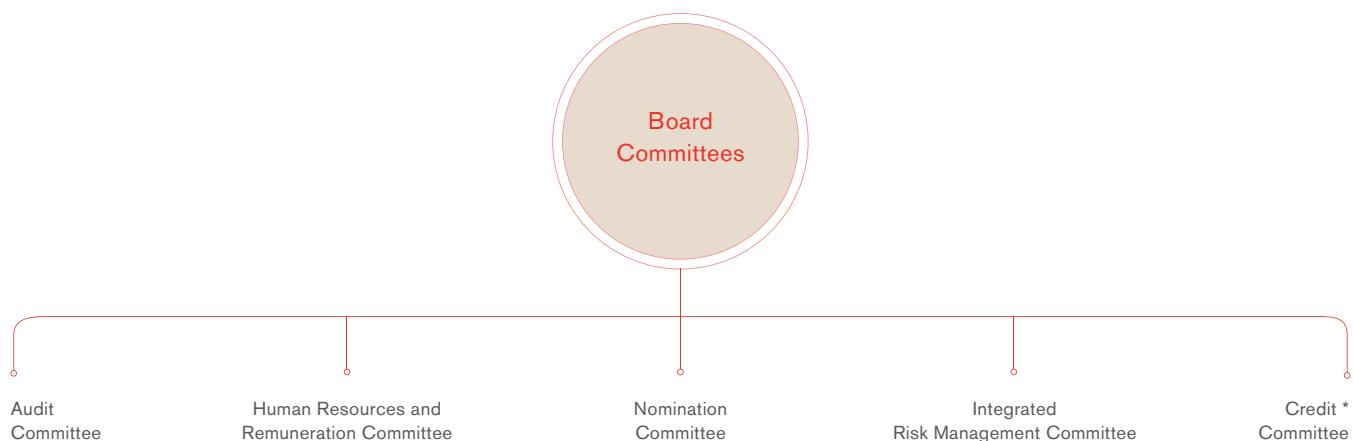 Board
Committees
Audit
Committee
Human Resources and
Remuneration Committee
Nomination
Committee
Integrated
Risk Management Committee
Credit *
Committee